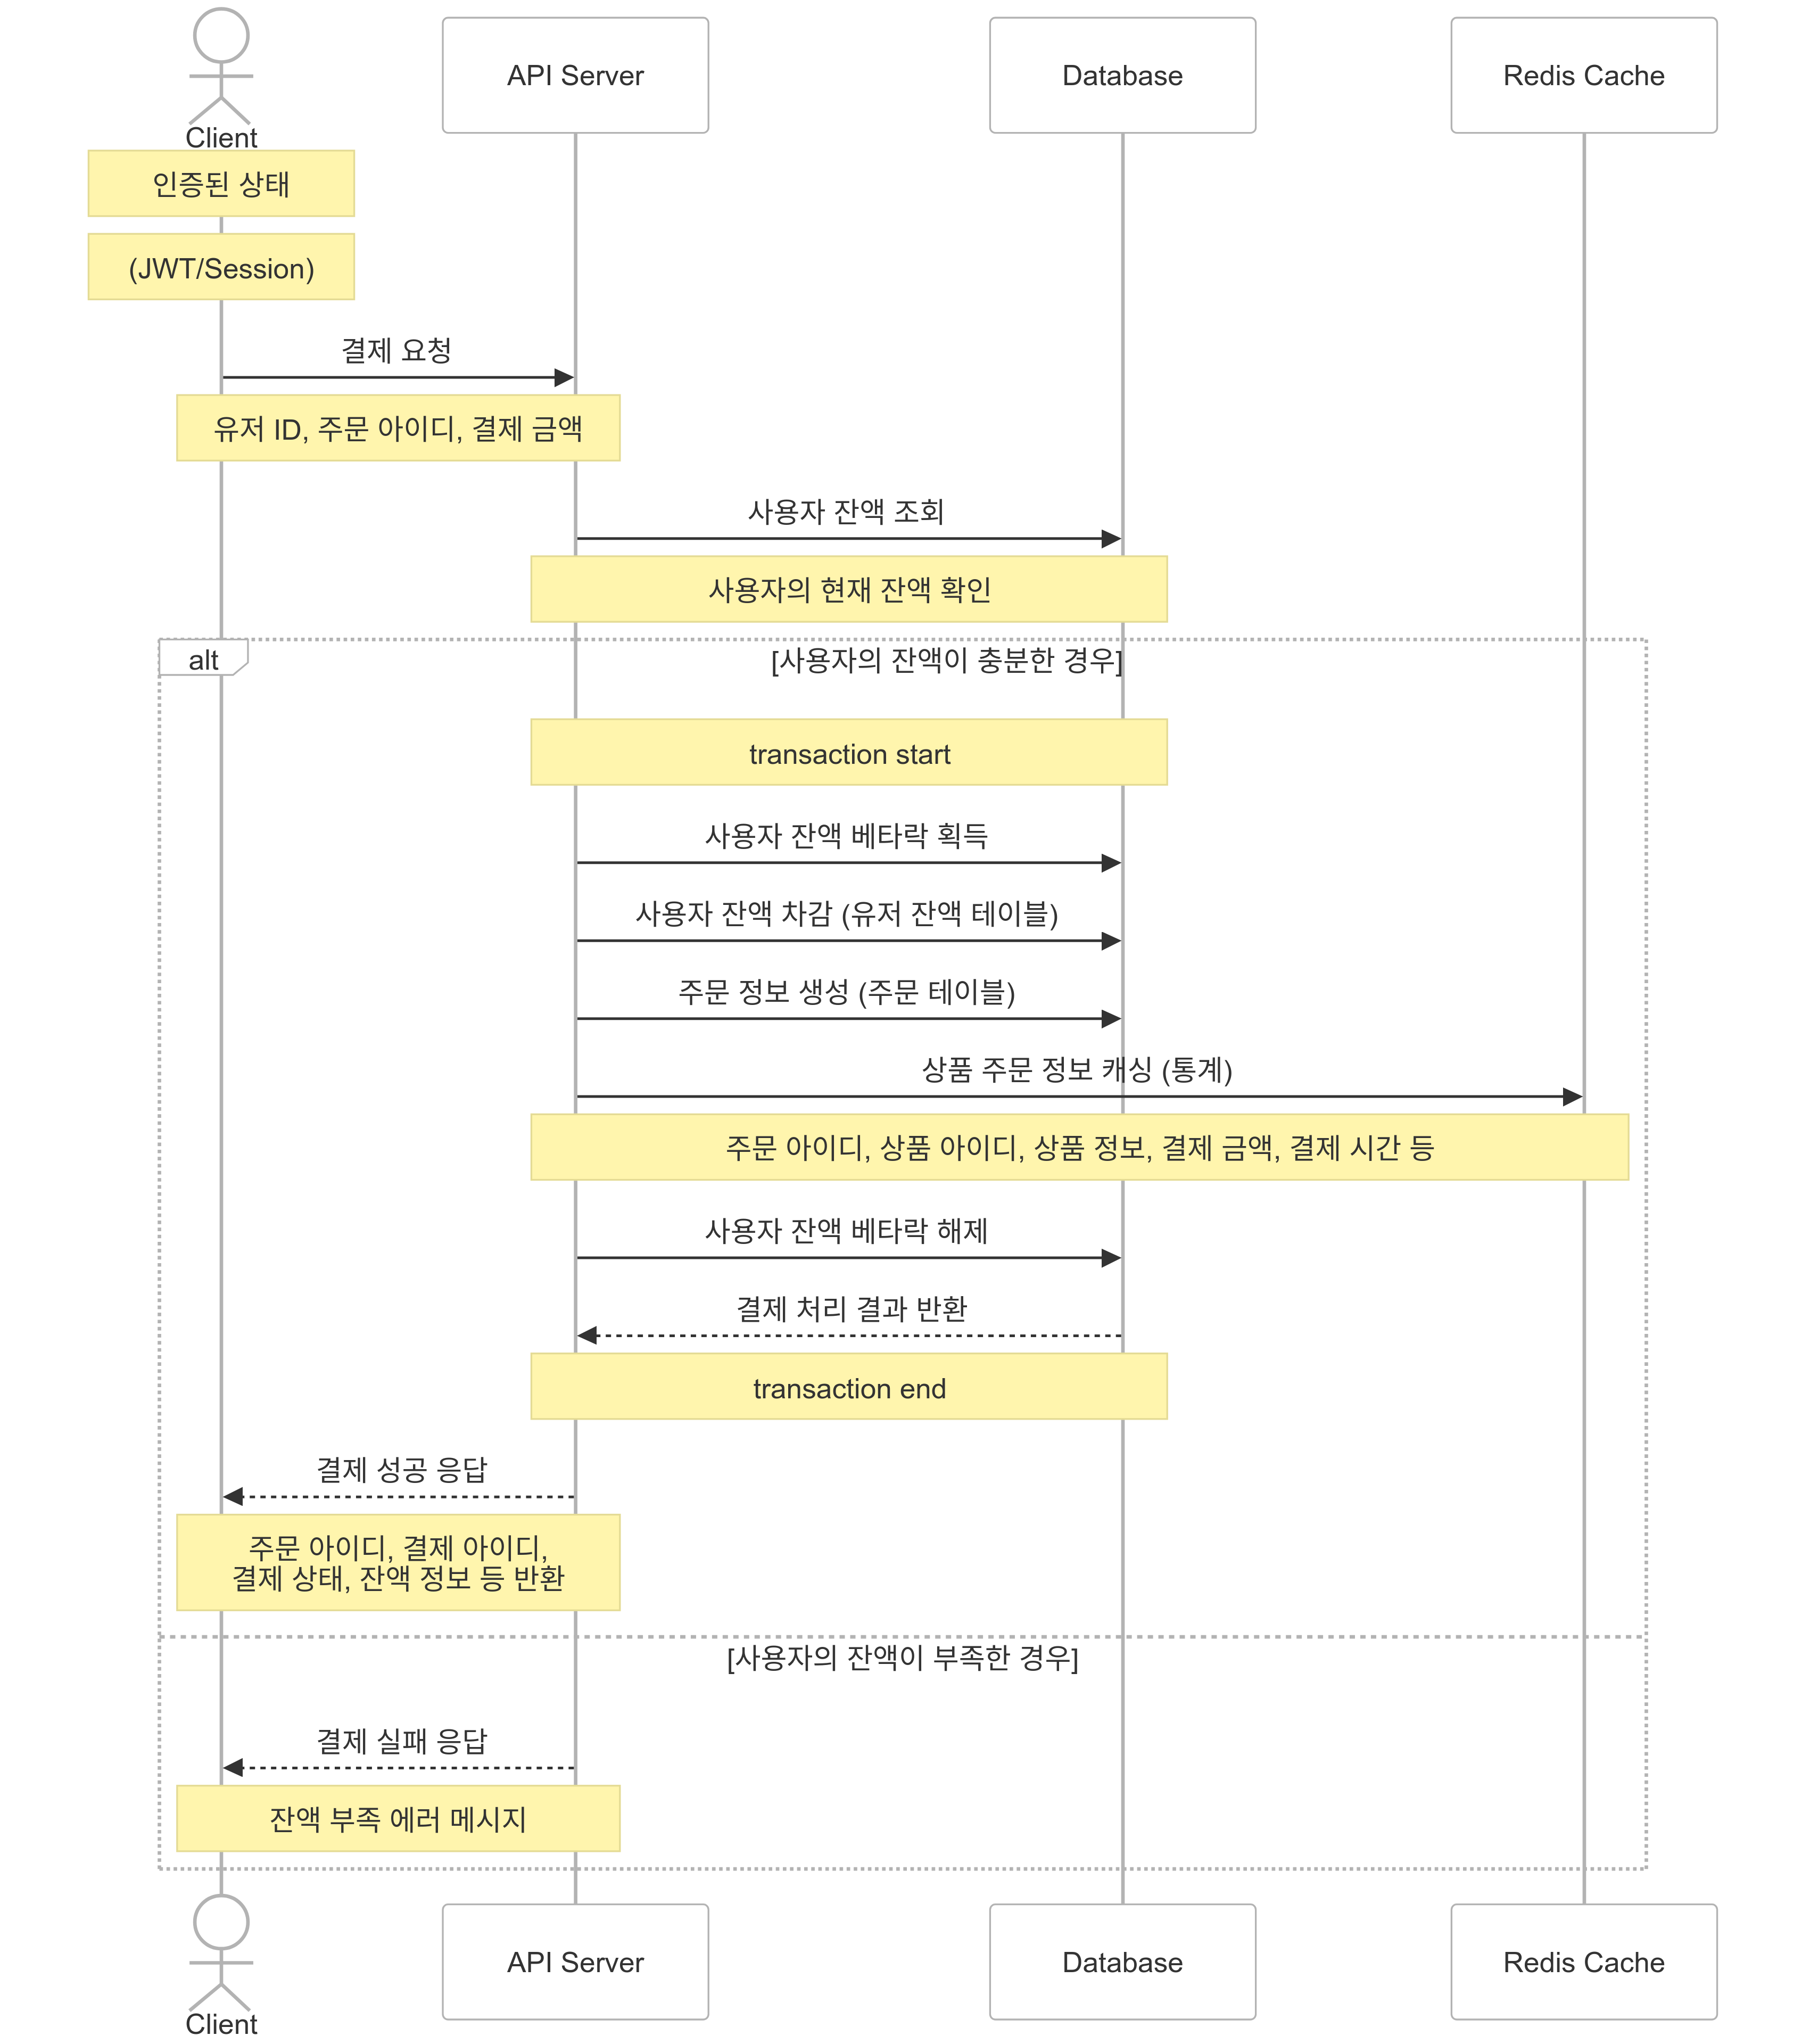 Client
API Server
Database
Redis Cache
인증된 상태
(JWT/Session)
결제 요청
유저 ID, 주문 아이디, 결제 금액
사용자 잔액 조회
사용자의 현재 잔액 확인
alt
[사용자의 잔액이 충분한 경우]
transaction start
사용자 잔액 베타락 획득
사용자 잔액 차감 (유저 잔액 테이블)
주문 정보 생성 (주문 테이블)
상품 주문 정보 캐싱 (통계)
주문 아이디, 상품 아이디, 상품 정보, 결제 금액, 결제 시간 등
사용자 잔액 베타락 해제
결제 처리 결과 반환
transaction end
결제 성공 응답
주문 아이디, 결제 아이디,
결제 상태, 잔액 정보 등 반환
[사용자의 잔액이 부족한 경우]
결제 실패 응답
잔액 부족 에러 메시지
Client
API Server
Database
Redis Cache